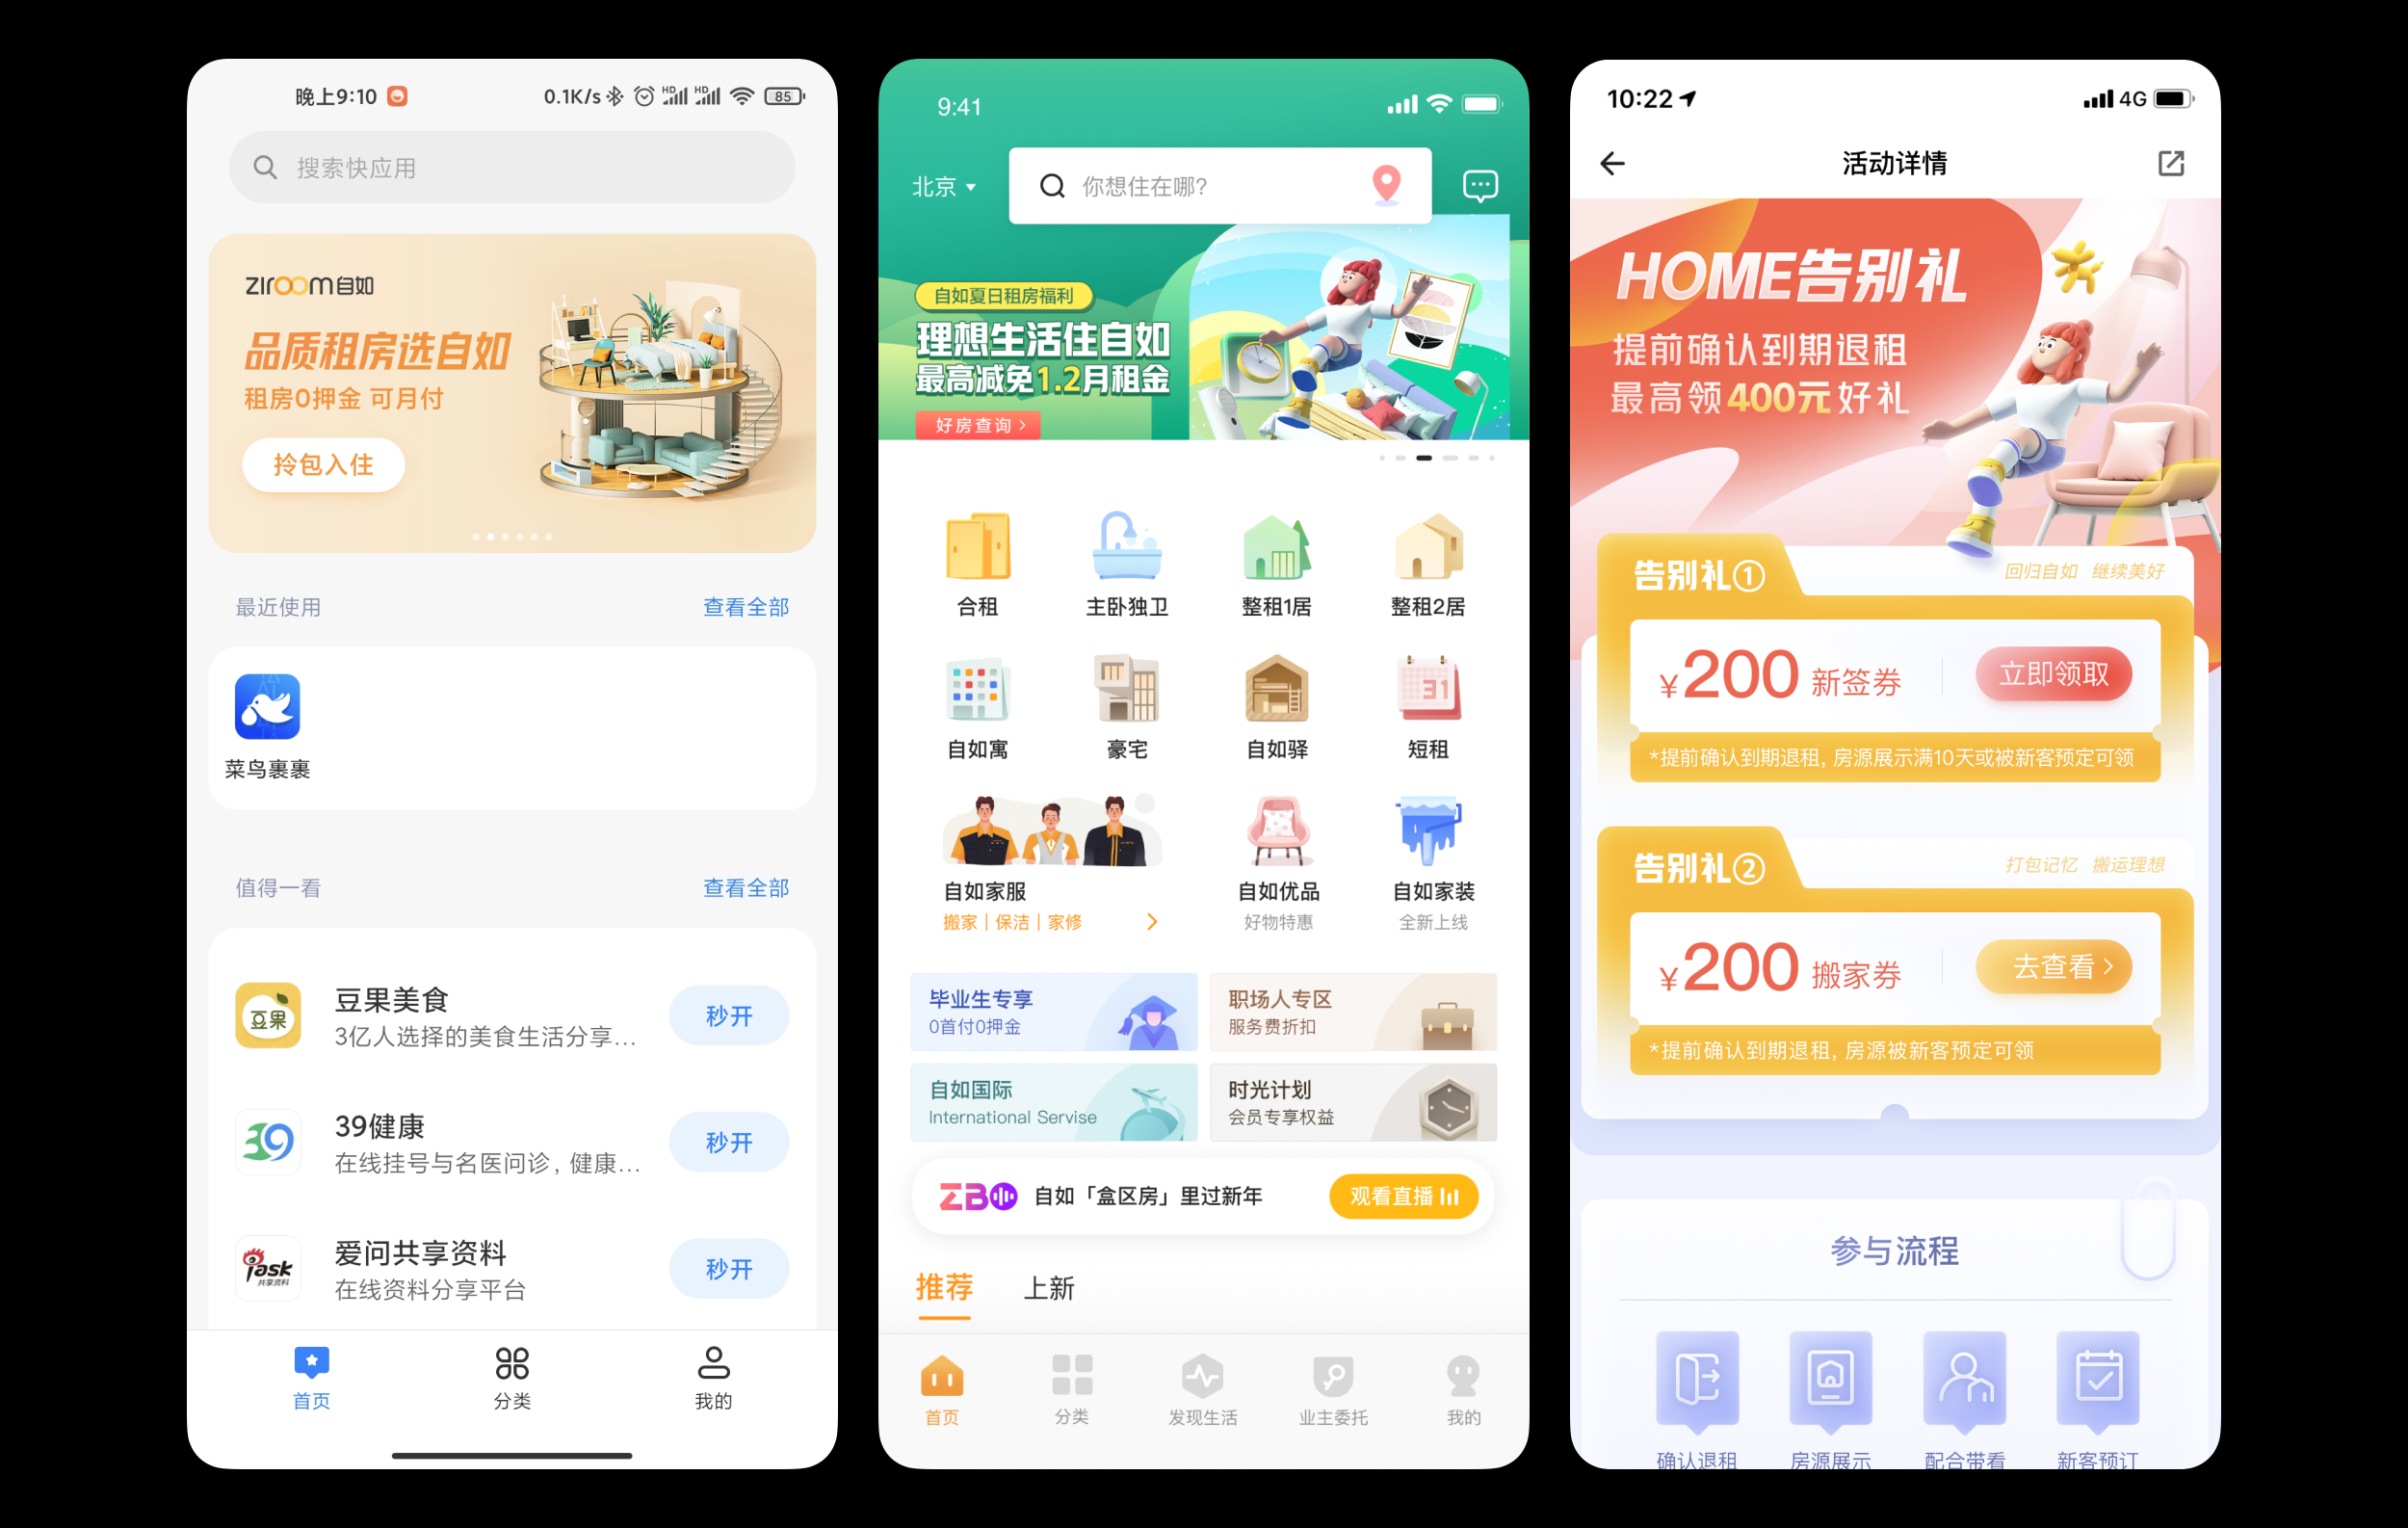 晚上9:10
0.1K/s HD HD 85
搜索快应用
ziroom自如
品质租房选自如
租房0押金 可月付
拎包入住
最近使用 查看全部
菜鸟裹裹
值得一看 查看全部
豆果
豆果美食
3亿人选择的美食生活分享...
秒开
39
39健康
在线挂号与名医问诊,健康...
秒开
iask
共享资料
爱问共享资料
在线资料分享平台
秒开
首页 分类 我的
9:41
北京 你想住在哪?
自如夏日租房福利
理想生活住自如
最高减免1.2月租金
好房查询 >
合租 主卧独卫 整租1居 整租2居
31
自如寓 豪宅 自如驿 短租
自如家服 自如优品 自如家装
搬家 | 保洁 | 家修 > 好物特惠 全新上线
毕业生专享
0首付0押金
职场人专区
服务费折扣
自如国际
International Servise
时光计划
会员专享权益
ZBO 自如「盒区房」里过新年 观看直播
推荐 上新
首页 分类 发现生活 业主委托 我的
10:22 4G
活动详情
HOME告别礼
提前确认到期退租
最高领400元好礼
告别礼① 回归自如 继续美好
¥200 新签券 立即领取
*提前确认到期退租, 房源展示满10天或被新客预定可领
告别礼② 打包记忆 搬运理想
¥200 搬家券 去查看 >
*提前确认到期退租, 房源被新客预定可领
参与流程
确认退租 房源展示 配合带看 新客预订